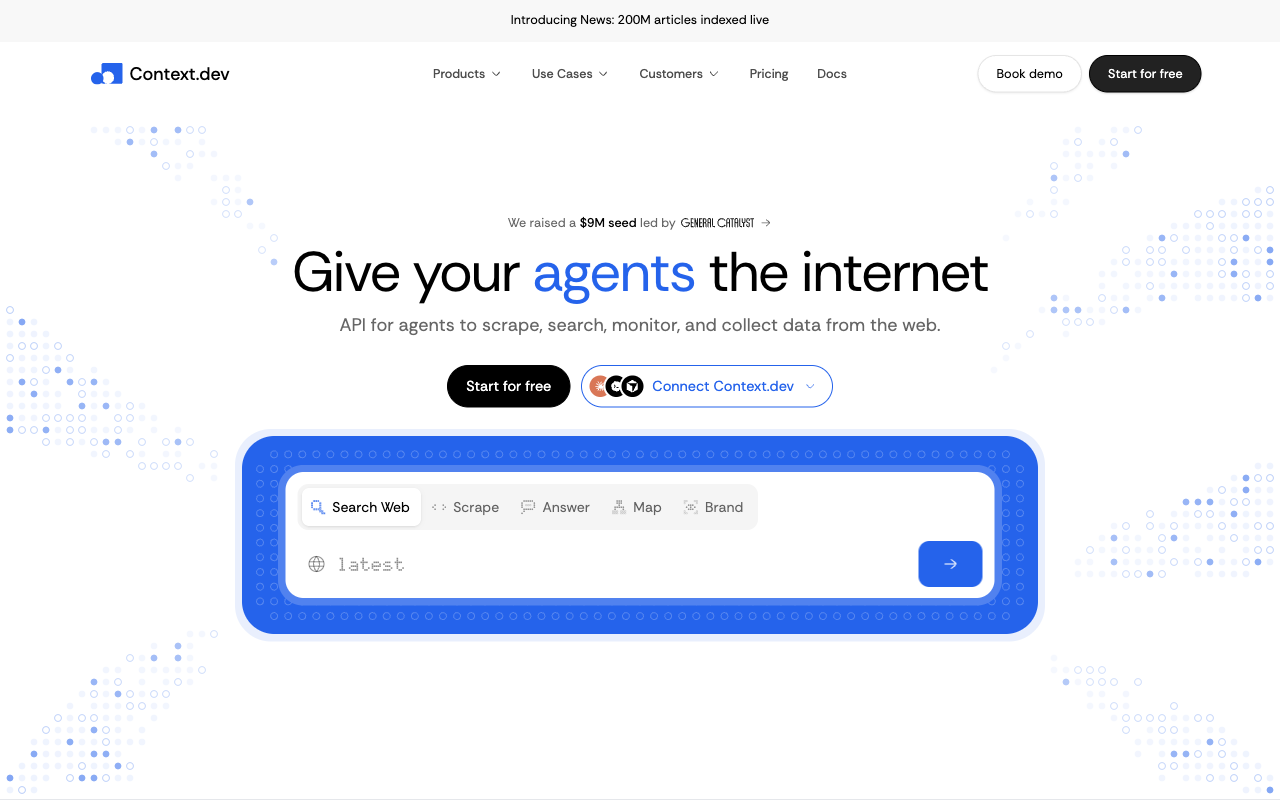 Introducing News: 200M articles indexed live
Context.dev
Products
Use Cases
Customers
Pricing
Docs
Book demo
Start for free
We raised a $9M seed led by GENERAL CATALYST →
Give your agents the internet
API for agents to scrape, search, monitor, and collect data from the web.
Start for free
Connect Context.dev
Search Web
Scrape
Answer
Map
Brand
latest